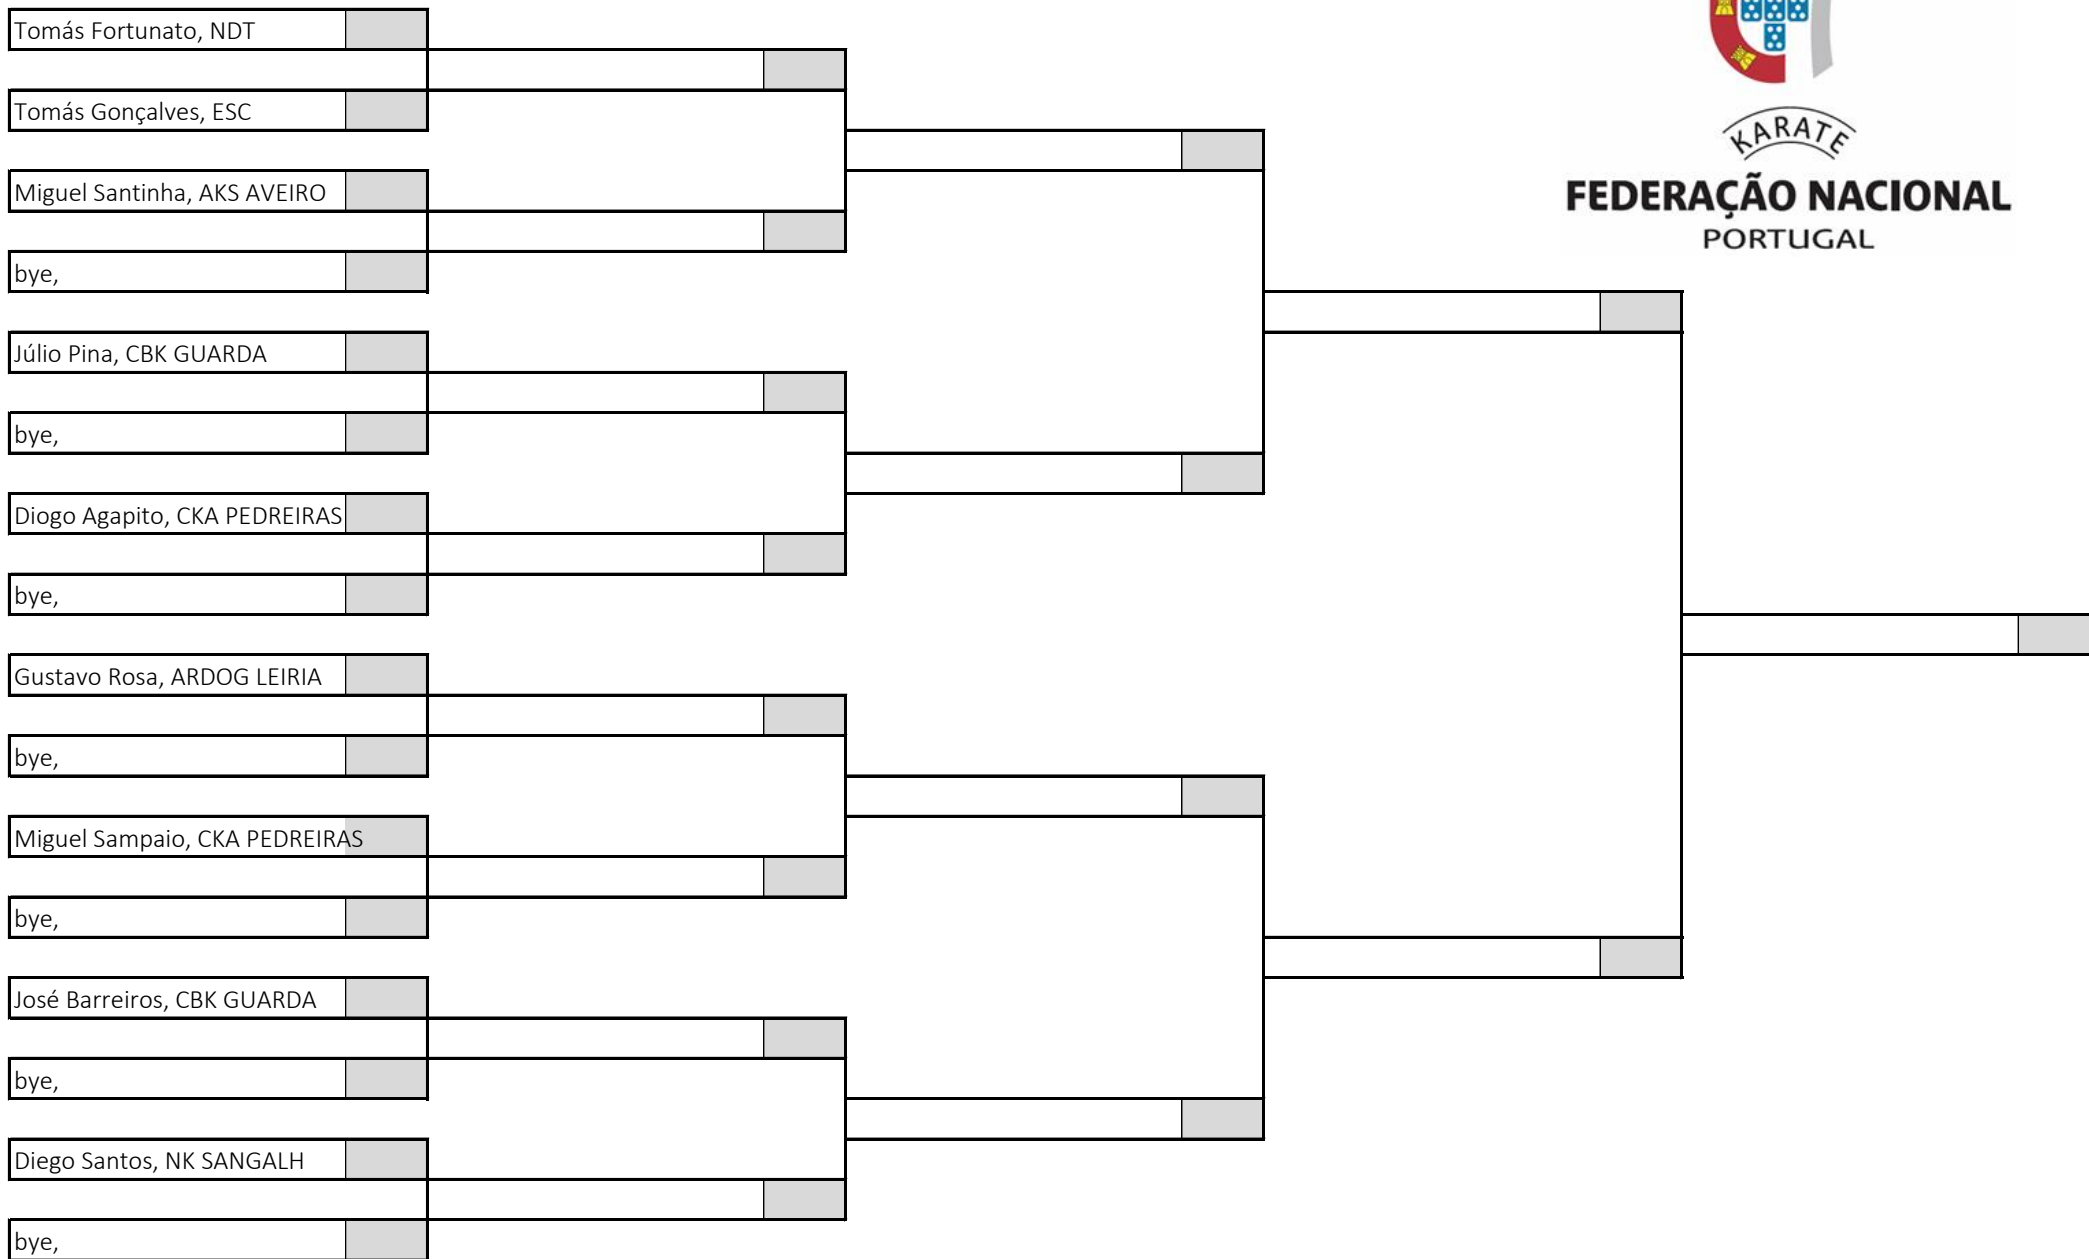 Tomás Fortunato, NDT
Tomás Gonçalves, ESC
Miguel Santinha, AKS AVEIRO
bye,
Júlio Pina, CBK GUARDA
bye,
Diogo Agapito, CKA PEDREIRAS
bye,
Gustavo Rosa, ARDOG LEIRIA
bye,
Miguel Sampaio, CKA PEDREIRAS
bye,
José Barreiros, CBK GUARDA
bye,
Diego Santos, NK SANGALH
bye,
KARATE
FEDERAÇÃO NACIONAL
PORTUGAL